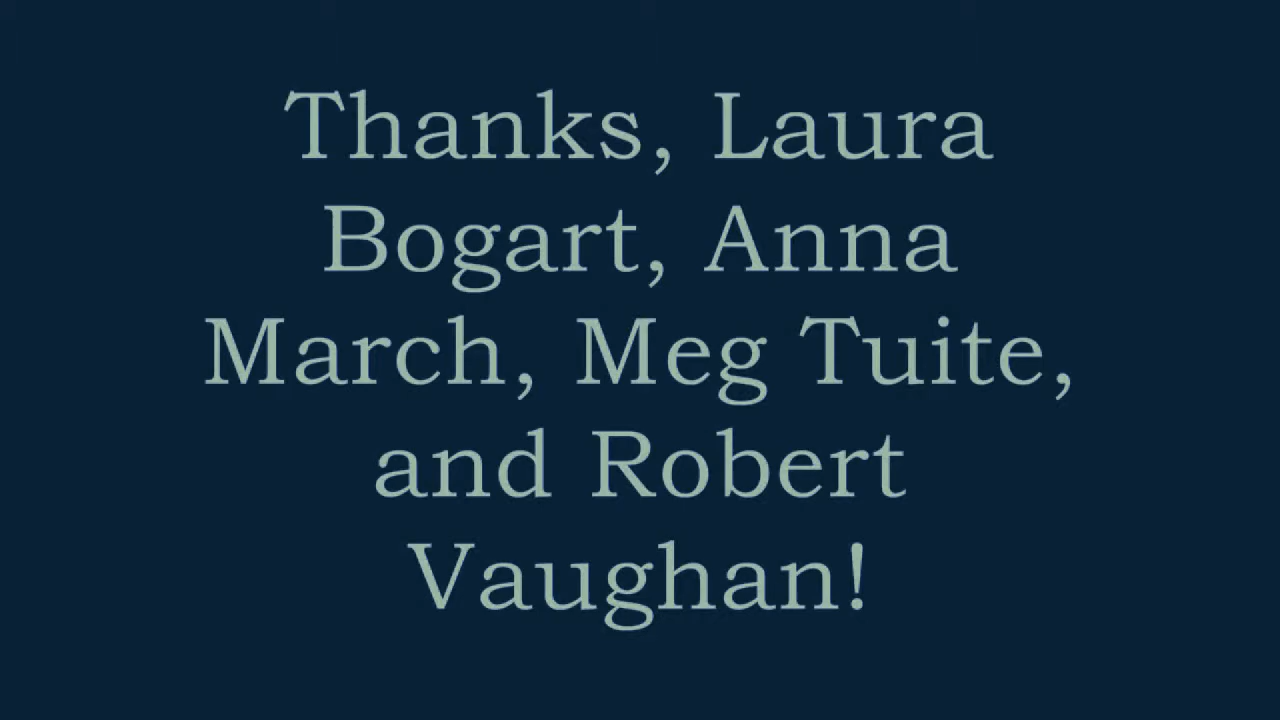 Thanks, Laura
Bogart, Anna
March, Meg Tuite,
and Robert
Vaughan!